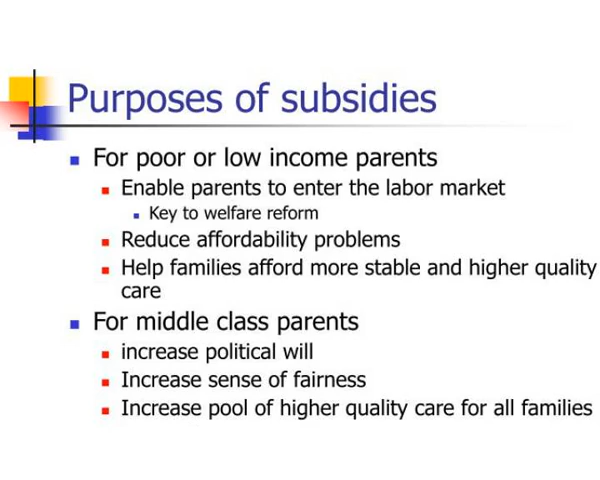 Purposes of subsidies
For poor or low income parents
Enable parents to enter the labor market
Key to welfare reform
Reduce affordability problems
Help families afford more stable and higher quality
care
For middle class parents
increase political will
Increase sense of fairness
Increase pool of higher quality care for all families